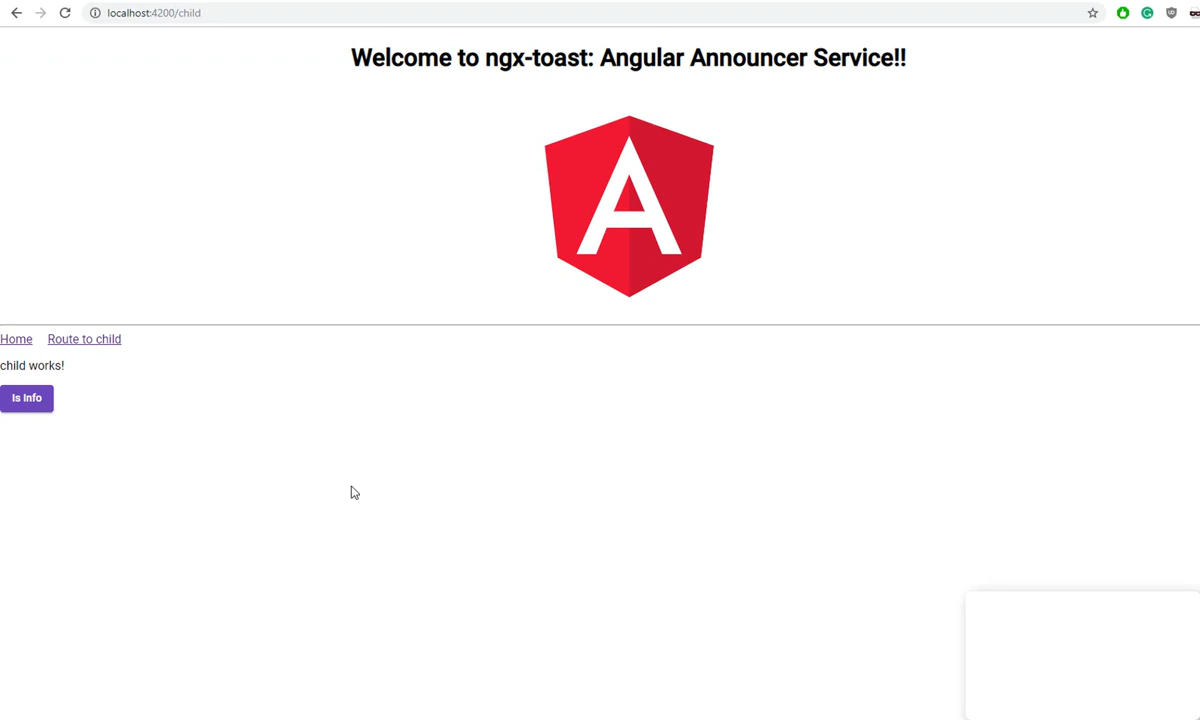 localhost:4200/child
Welcome to ngx-toast: Angular Announcer Service!!
A
Home Route to child
child works!
Is Info